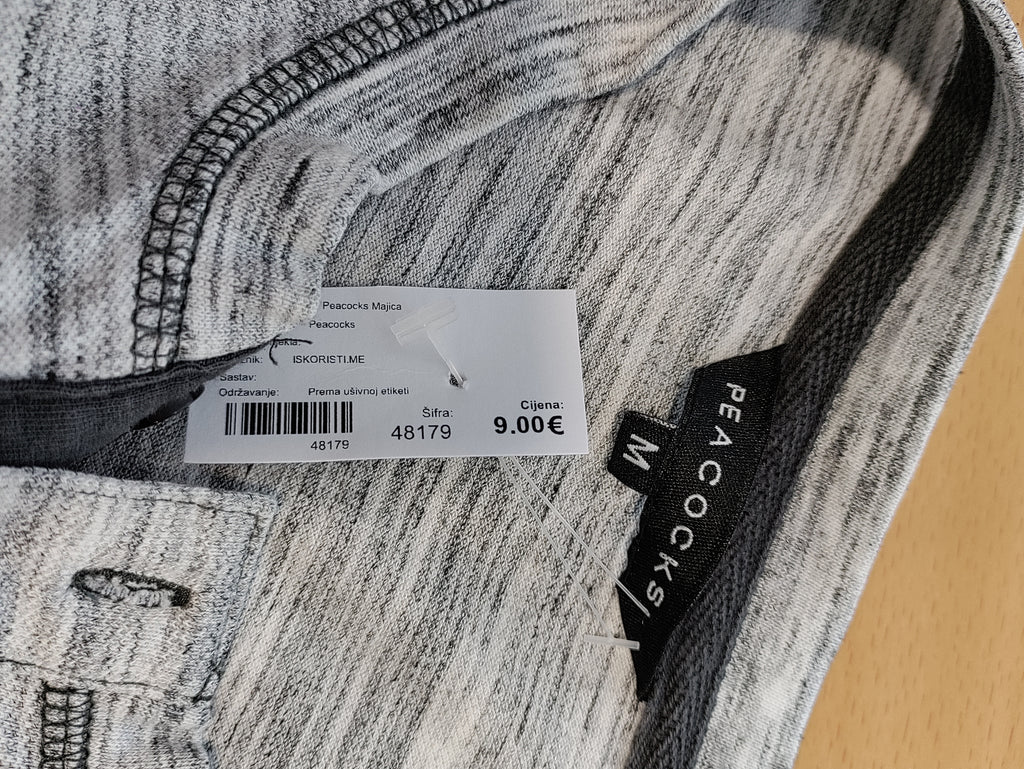 Peacocks Majica
Peacocks
ISKORISTI.ME
Sastav:
Održavanje: Prema ušivnoj etiketi
48179
Šifra:
48179
Cijena:
9.00€
M
PEACOCKS